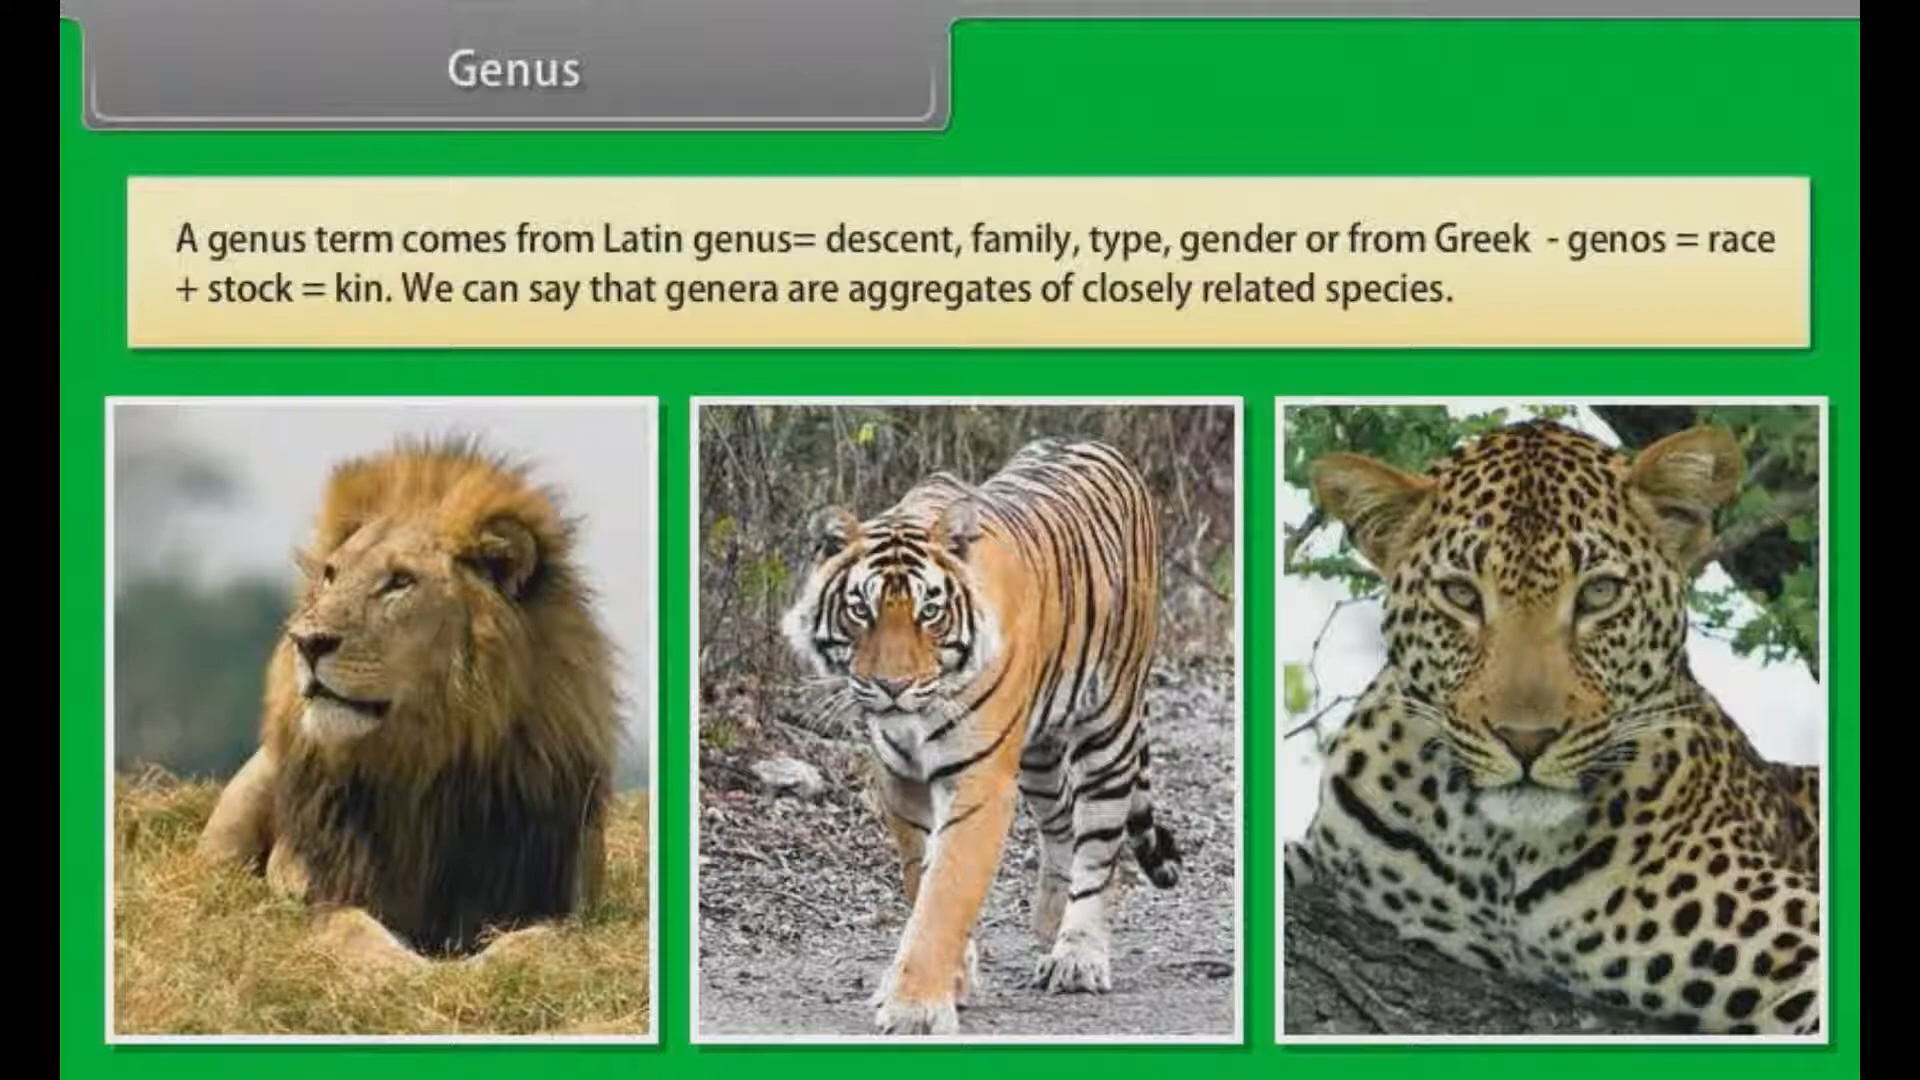 Genus
A genus term comes from Latin genus= descent, family, type, gender or from Greek - genos = race
+ stock = kin. We can say that genera are aggregates of closely related species.